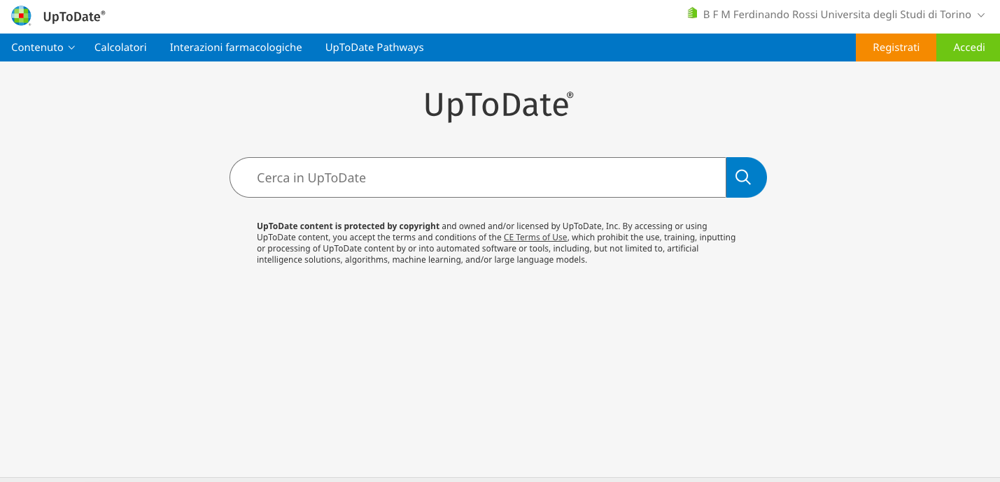 UpToDate®
B F M Ferdinando Rossi Universita degli Studi di Torino
Contenuto Calcolatori Interazioni farmacologiche UpToDate Pathways Registrati Accedi
UpToDate®
Cerca in UpToDate
UpToDate content is protected by copyright and owned and/or licensed by UpToDate, Inc. By accessing or using
UpToDate content, you accept the terms and conditions of the CE Terms of Use, which prohibit the use, training, inputting
or processing of UpToDate content by or into automated software or tools, including, but not limited to, artificial
intelligence solutions, algorithms, machine learning, and/or large language models.